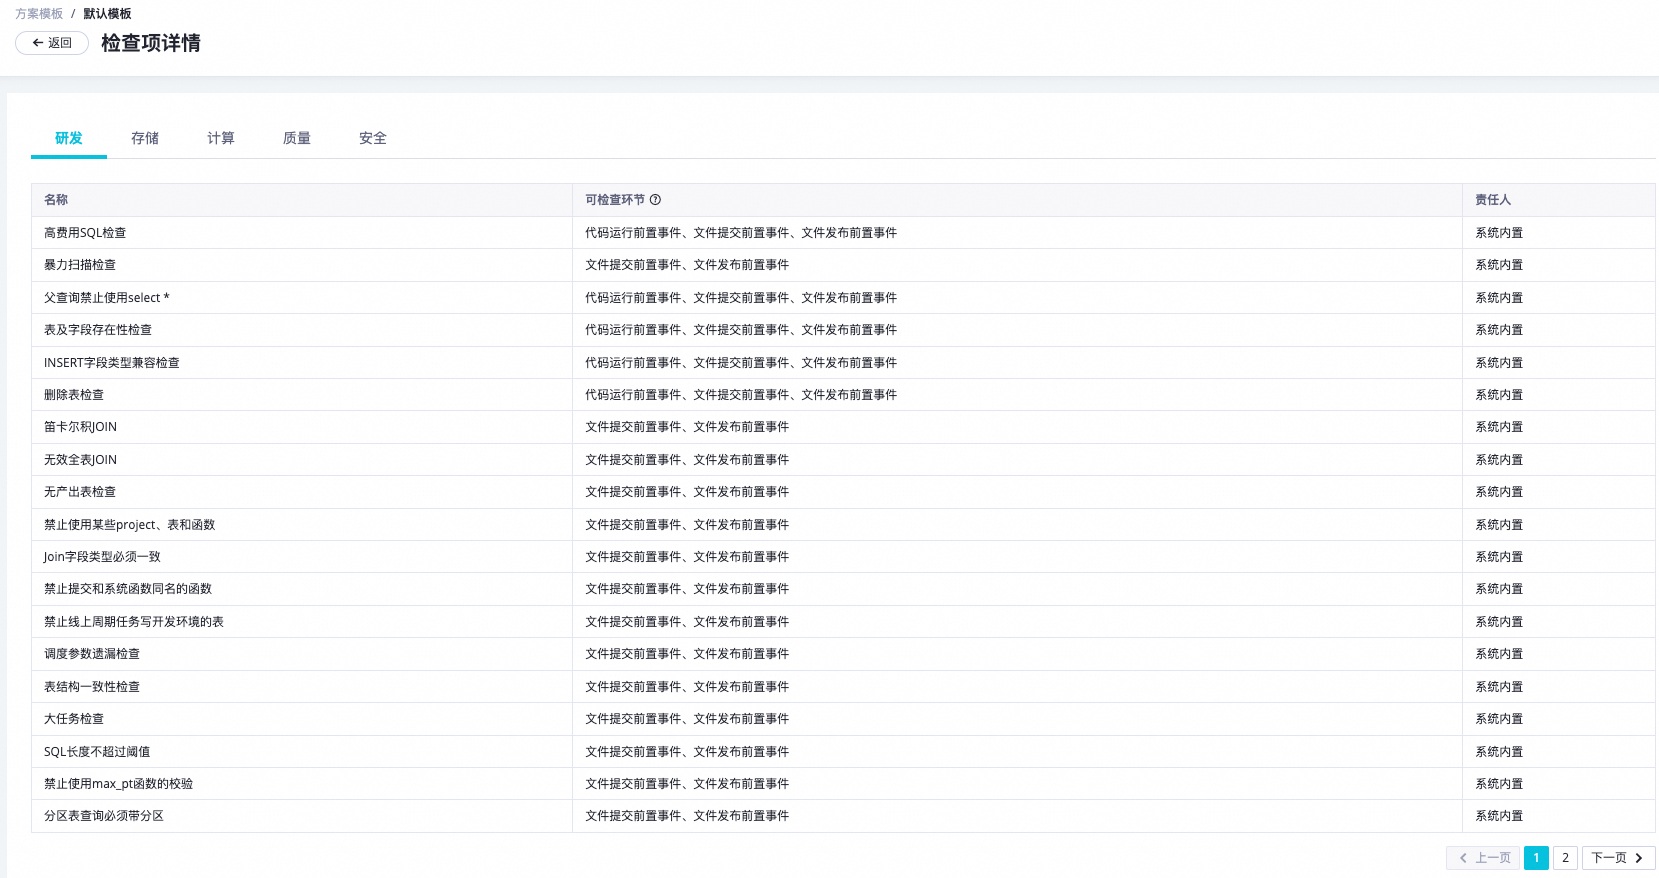 方案模板 / 默认模板
返回 检查项详情
研发 存储 计算 质量 安全
名称 可检查环节 责任人
高费用SQL检查 代码运行前置事件、文件提交前置事件、文件发布前置事件 系统内置
暴力扫描检查 文件提交前置事件、文件发布前置事件 系统内置
父查询禁止使用select * 代码运行前置事件、文件提交前置事件、文件发布前置事件 系统内置
表及字段存在性检查 代码运行前置事件、文件提交前置事件、文件发布前置事件 系统内置
INSERT字段类型兼容检查 代码运行前置事件、文件提交前置事件、文件发布前置事件 系统内置
删除表检查 代码运行前置事件、文件提交前置事件、文件发布前置事件 系统内置
笛卡尔积JOIN 文件提交前置事件、文件发布前置事件 系统内置
无效全表JOIN 文件提交前置事件、文件发布前置事件 系统内置
无产出表检查 文件提交前置事件、文件发布前置事件 系统内置
禁止使用某些project、表和函数 文件提交前置事件、文件发布前置事件 系统内置
Join字段类型必须一致 文件提交前置事件、文件发布前置事件 系统内置
禁止提交和系统函数同名的函数 文件提交前置事件、文件发布前置事件 系统内置
禁止线上周期任务写开发环境的表 文件提交前置事件、文件发布前置事件 系统内置
调度参数遗漏检查 文件提交前置事件、文件发布前置事件 系统内置
表结构一致性检查 文件提交前置事件、文件发布前置事件 系统内置
大任务检查 文件提交前置事件、文件发布前置事件 系统内置
SQL长度不超过阈值 文件提交前置事件、文件发布前置事件 系统内置
禁止使用max_pt函数的校验 文件提交前置事件、文件发布前置事件 系统内置
分区表查询必须带分区 文件提交前置事件、文件发布前置事件 系统内置
上一页 1 2 下一页